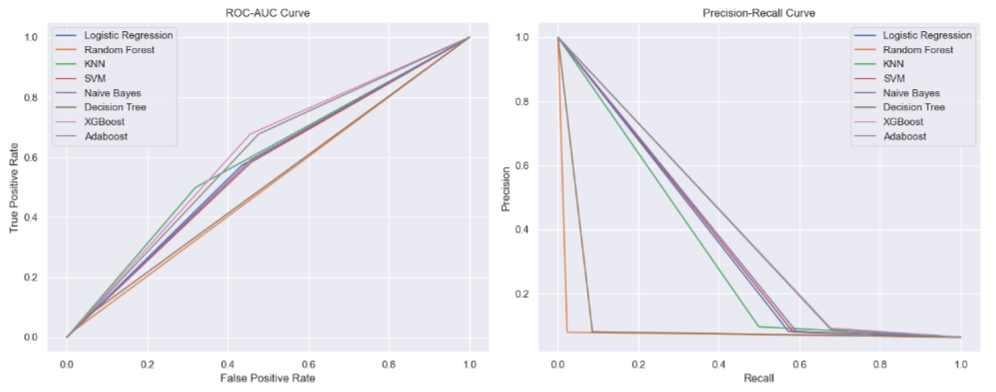 ROC-AUC Curve
1.0
0.8
0.6
0.4
0.2
0.0
True Positive Rate
Logistic Regression
Random Forest
KNN
SVM
Naive Bayes
Decision Tree
XGBoost
Adaboost
0.0 0.2 0.4 0.6 0.8 1.0
False Positive Rate
Precision-Recall Curve
1.0
0.8
0.6
0.4
0.2
Precision
Logistic Regression
Random Forest
KNN
SVM
Naive Bayes
Decision Tree
XGBoost
Adaboost
0.0 0.2 0.4 0.6 0.8 1.0
Recall